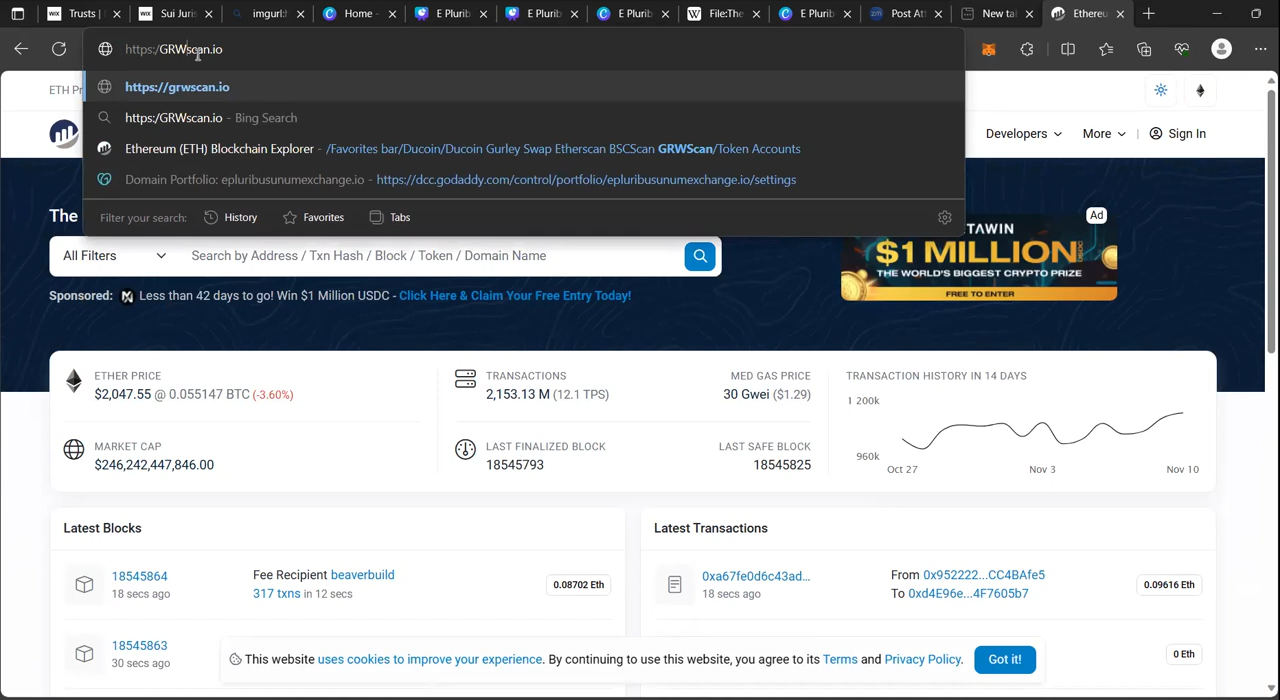 Trusts |
Sui Juris
imgurl:h
Home -
E Pluribu
E Plurib
E Pluribu
File:The
E Plurib
Post Att
New tab
Ethereu
https:/GRWscan.io
https://grwscan.io
https:/GRWscan.io - Bing Search
Ethereum (ETH) Blockchain Explorer - /Favorites bar/Ducoin/Ducoin Gurley Swap Etherscan BSCScan GRWScan/Token Accounts
Domain Portfolio: epluribusunumexchange.io - https://dcc.godaddy.com/control/portfolio/epluribusunumexchange.io/settings
Filter your search: History Favorites Tabs
ETH Pr
Developers More | Sign In
The
All Filters Search by Address / Txn Hash / Block / Token / Domain Name
Sponsored: Less than 42 days to go! Win $1 Million USDC - Click Here & Claim Your Free Entry Today!
Ad
TAWIN
$1 MILLION USDC
THE WORLD'S BIGGEST CRYPTO PRIZE
FREE TO ENTER
ETHER PRICE
$2,047.55 @ 0.055147 BTC (-3.60%)
MARKET CAP
$246,242,447,846.00
TRANSACTIONS MED GAS PRICE
2,153.13 M (12.1 TPS) 30 Gwei ($1.29)
LAST FINALIZED BLOCK LAST SAFE BLOCK
18545793 18545825
TRANSACTION HISTORY IN 14 DAYS
1 200k
960k
Oct 27 Nov 3 Nov 10
Latest Blocks
18545864 Fee Recipient beaverbuild 0.08702 Eth
18 secs ago 317 txns in 12 secs
18545863
30 secs ago
Latest Transactions
0xa67fe0d6c43ad... From 0x952222...CC4BAfe5 0.09616 Eth
18 secs ago To 0xd4E96e...4F7605b7
0 Eth
This website uses cookies to improve your experience. By continuing to use this website, you agree to its Terms and Privacy Policy. Got it!